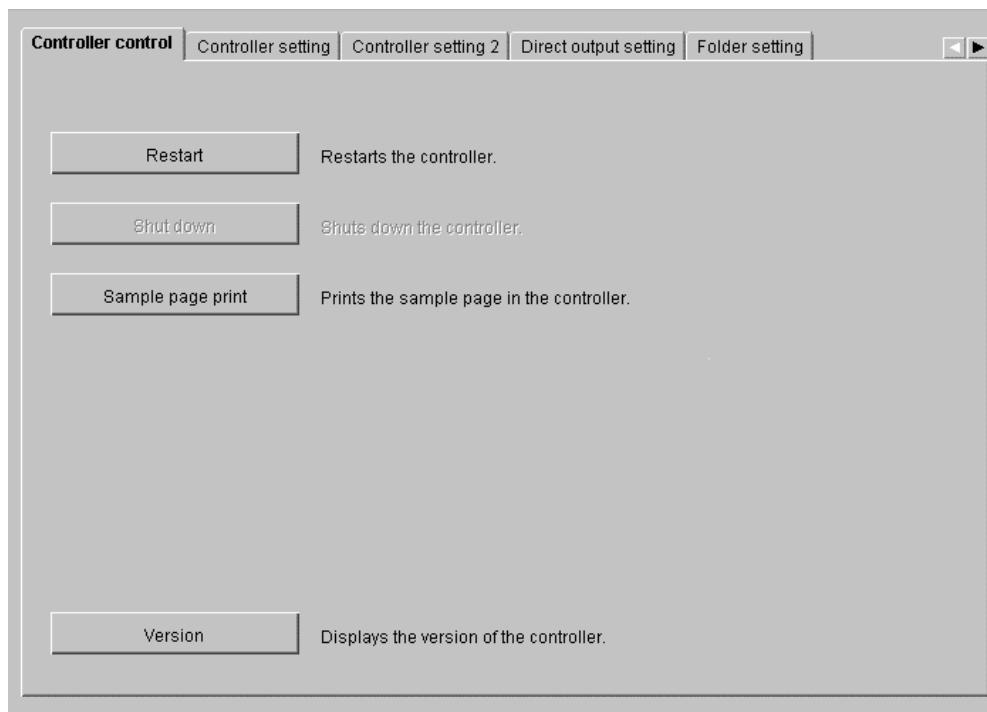 Controller control Controller setting Controller setting 2 Direct output setting Folder setting
Restart Restarts the controller.
Shut down Shuts down the controller.
Sample page print Prints the sample page in the controller.
Version Displays the version of the controller.